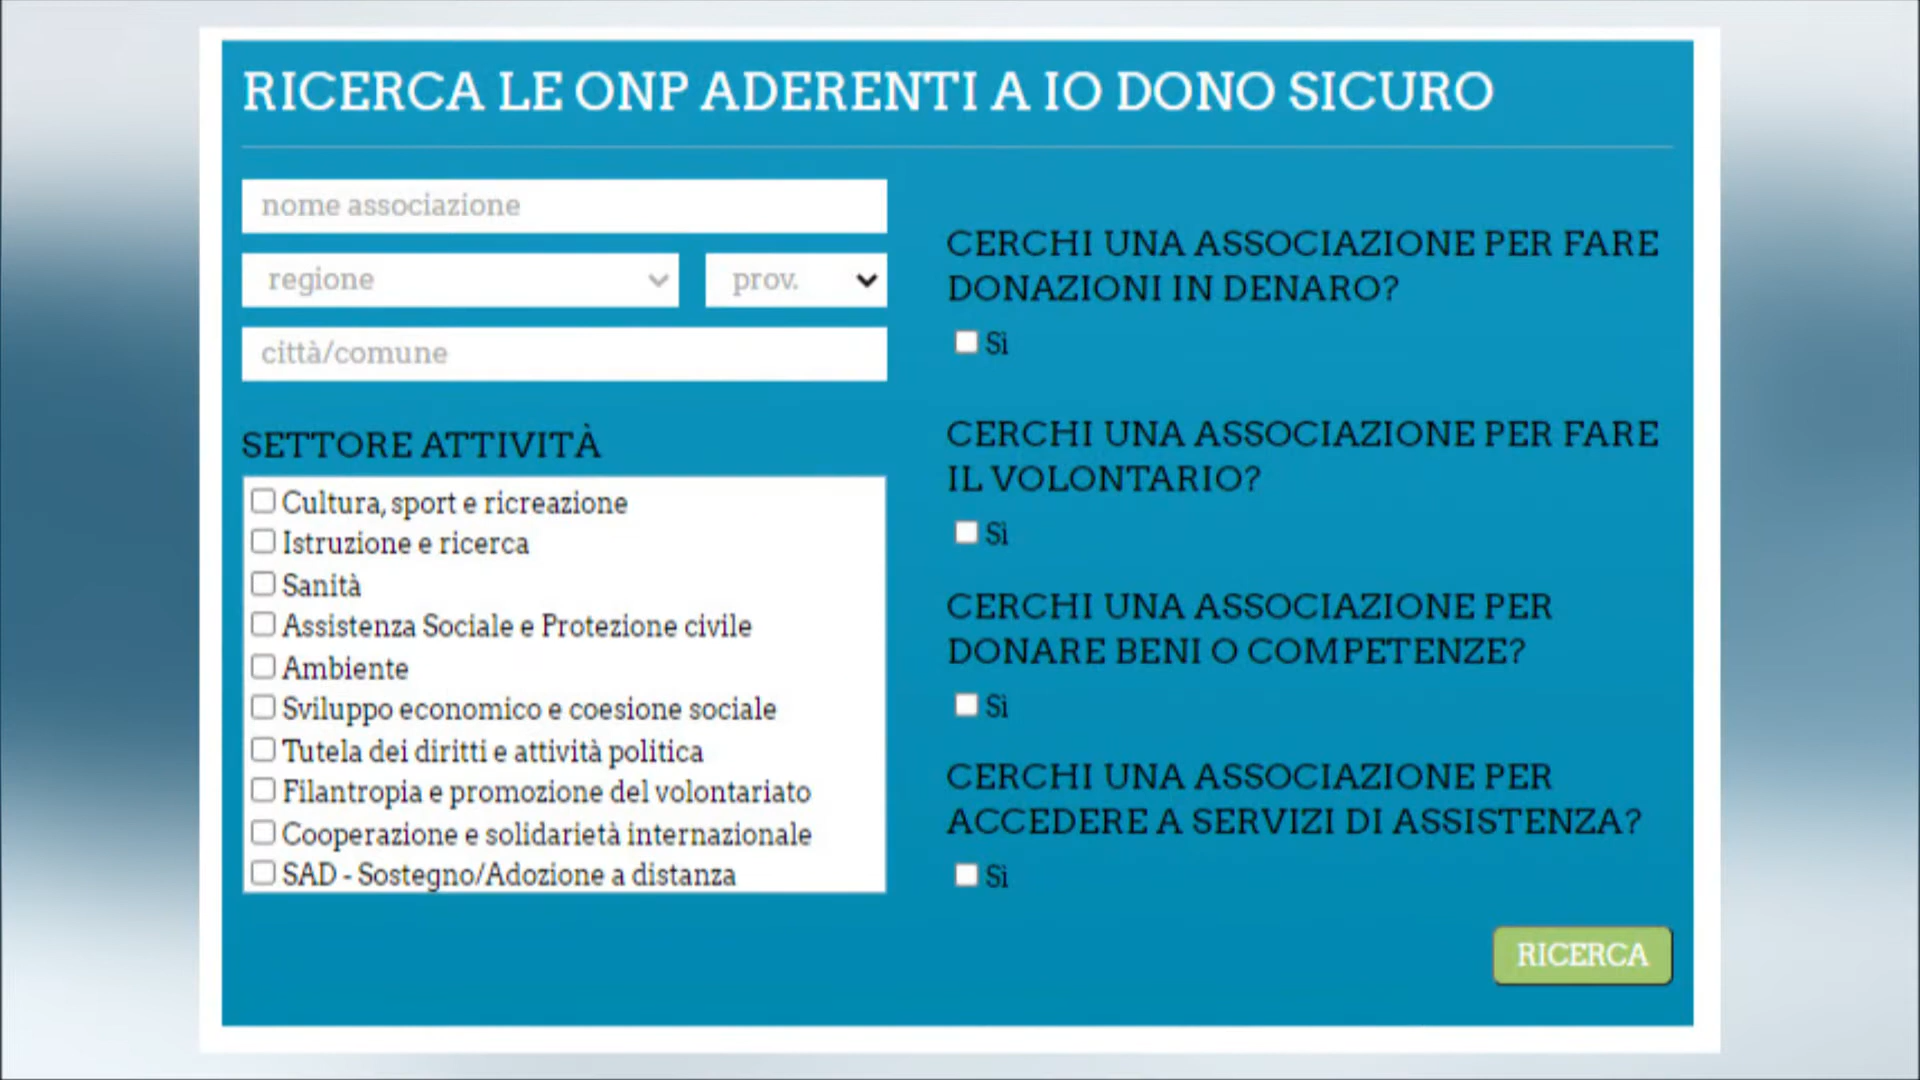 RICERCA LE ONP ADERENTI A IO DONO SICURO
nome associazione
regione
prov.
città/comune
SETTORE ATTIVITÀ
Cultura, sport e ricreazione
Istruzione e ricerca
Sanità
Assistenza Sociale e Protezione civile
Ambiente
Sviluppo economico e coesione sociale
Tutela dei diritti e attività politica
Filantropia e promozione del volontariato
Cooperazione e solidarietà internazionale
SAD - Sostegno/Adozione a distanza
CERCHI UNA ASSOCIAZIONE PER FARE
DONAZIONI IN DENARO?
Sì
CERCHI UNA ASSOCIAZIONE PER FARE
IL VOLONTARIO?
Sì
CERCHI UNA ASSOCIAZIONE PER
DONARE BENI O COMPETENZE?
Sì
CERCHI UNA ASSOCIAZIONE PER
ACCEDERE A SERVIZI DI ASSISTENZA?
Sì
RICERCA